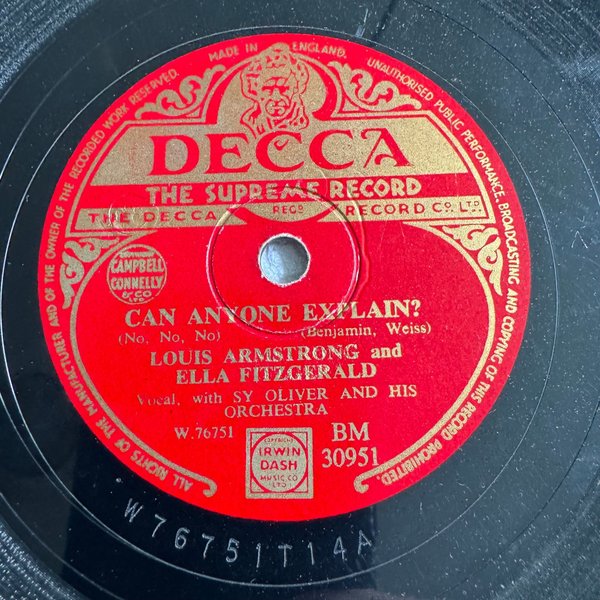 ALL RIGHTS OF THE MANUFACTURER AND OF THE OWNER OF THE RECORDED WORK RESERVED. MADE IN ENGLAND. UNAUTHORISED PUBLIC PERFORMANCE, BROADCASTING AND COPYING OF THIS RECORD PROHIBITED.
DECCA
THE SUPREME RECORD
THE DECCA REGD RECORD CO. LTD.
CAMPBELL
CONNELLY
& CO
LTD
CAN ANYONE EXPLAIN?
(No, No, No) (Benjamin, Weiss)
LOUIS ARMSTRONG and
ELLA FITZGERALD
Vocal, with SY OLIVER AND HIS
ORCHESTRA
W.76751
COPYRIGHT
IRWIN
DASH
MUSIC CO
LTD
BM
30951
W76751T14A